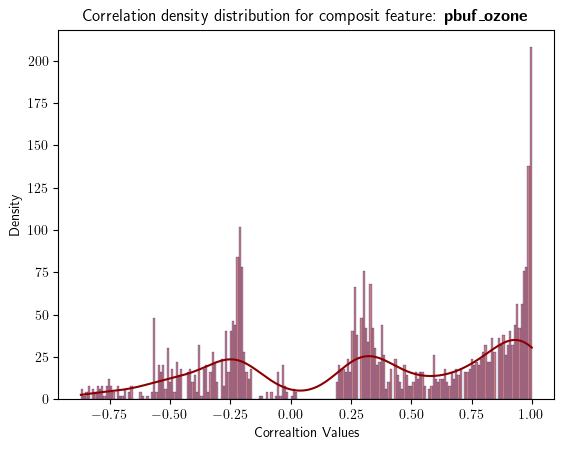 Correlation density distribution for composit feature: pbuf_ozone
200
175
150
125
100
75
50
25
0
Density
−0.75 −0.50 −0.25 0.00 0.25 0.50 0.75 1.00
Correaltion Values